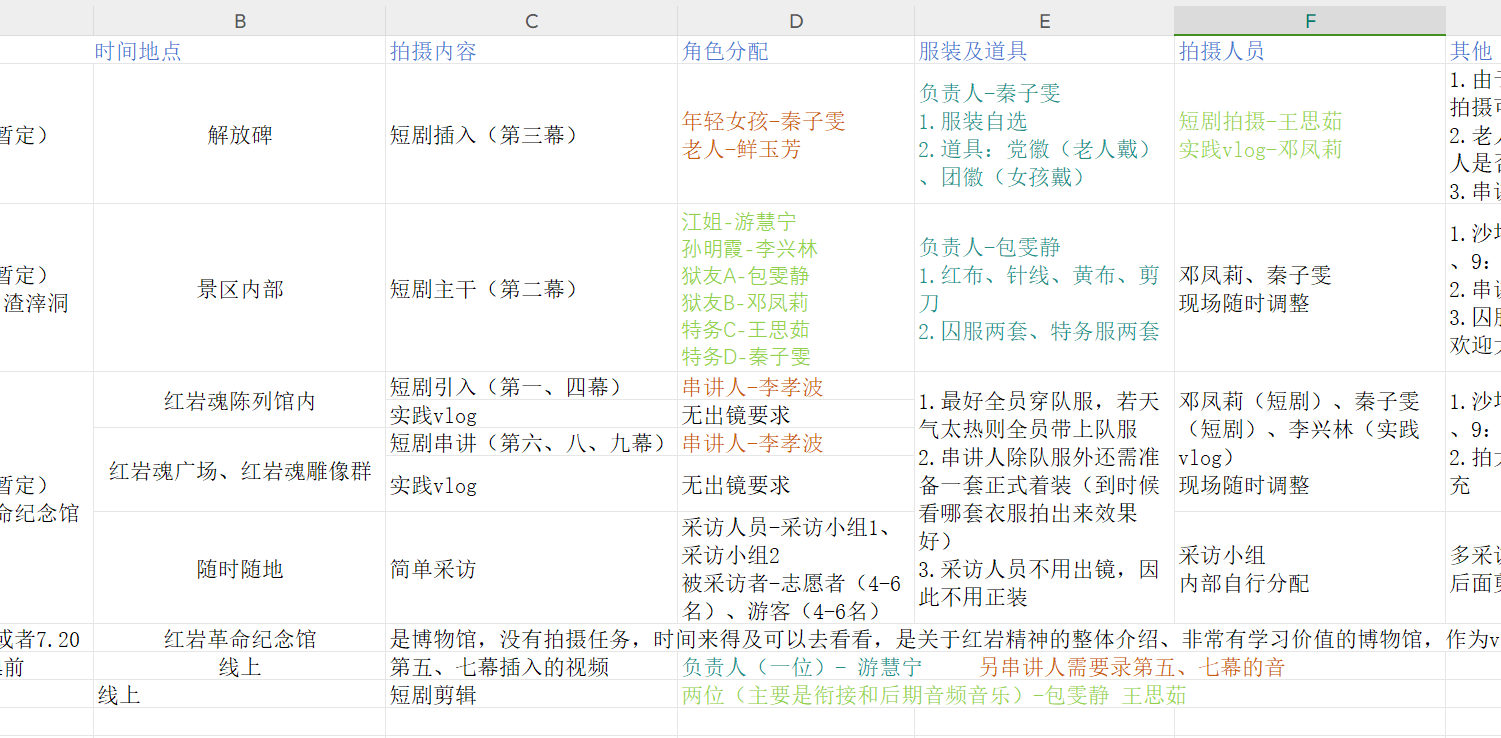 B C D E F
时间地点 拍摄内容 角色分配 服装及道具 拍摄人员 其他
暂定）
解放碑
短剧插入（第三幕）
年轻女孩-秦子雯
老人-鲜玉芳
负责人-秦子雯
1.服装自选
2.道具：党徽（老人戴）
、团徽（女孩戴）
短剧拍摄-王思茹
实践vlog-邓凤莉
1.由于
拍摄可
2.老人
人是否
3.串讲
暂定）
渣滓洞
景区内部
短剧主干（第二幕）
江姐-游慧宁
孙明霞-李兴林
狱友A-包雯静
狱友B-邓凤莉
特务C-王思茹
特务D-秦子雯
负责人-包雯静
1.红布、针线、黄布、剪
刀
2.囚服两套、特务服两套
邓凤莉、秦子雯
现场随时调整
1.沙坪
、9：
2.串讲
3.囚服
欢迎大
暂定）
命纪念馆
红岩魂陈列馆内
短剧引入（第一、四幕） 串讲人-李孝波
实践vlog 无出镜要求
红岩魂广场、红岩魂雕像群
短剧串讲（第六、八、九幕） 串讲人-李孝波
实践vlog 无出镜要求
随时随地
简单采访
采访人员-采访小组1、
采访小组2
被采访者-志愿者（4-6
名）、游客（4-6名）
1.最好全员穿队服，若天
气太热则全员带上队服
2.串讲人除队服外还需准
备一套正式着装（到时候
看哪套衣服拍出来效果
好）
3.采访人员不用出镜，因
此不用正装
邓凤莉（短剧）、秦子雯
（短剧）、李兴林（实践
vlog）
现场随时调整
采访小组
内部自行分配
1.沙坪
、9：
2.拍大
充
多采访
后面剪
或者7.20 红岩革命纪念馆 是博物馆，没有拍摄任务，时间来得及可以去看看，是关于红岩精神的整体介绍、非常有学习价值的博物馆，作为v
前 线上 第五、七幕插入的视频 负责人（一位）- 游慧宁 另串讲人需要录第五、七幕的音
线上 短剧剪辑 两位（主要是衔接和后期音频音乐）-包雯静 王思茹